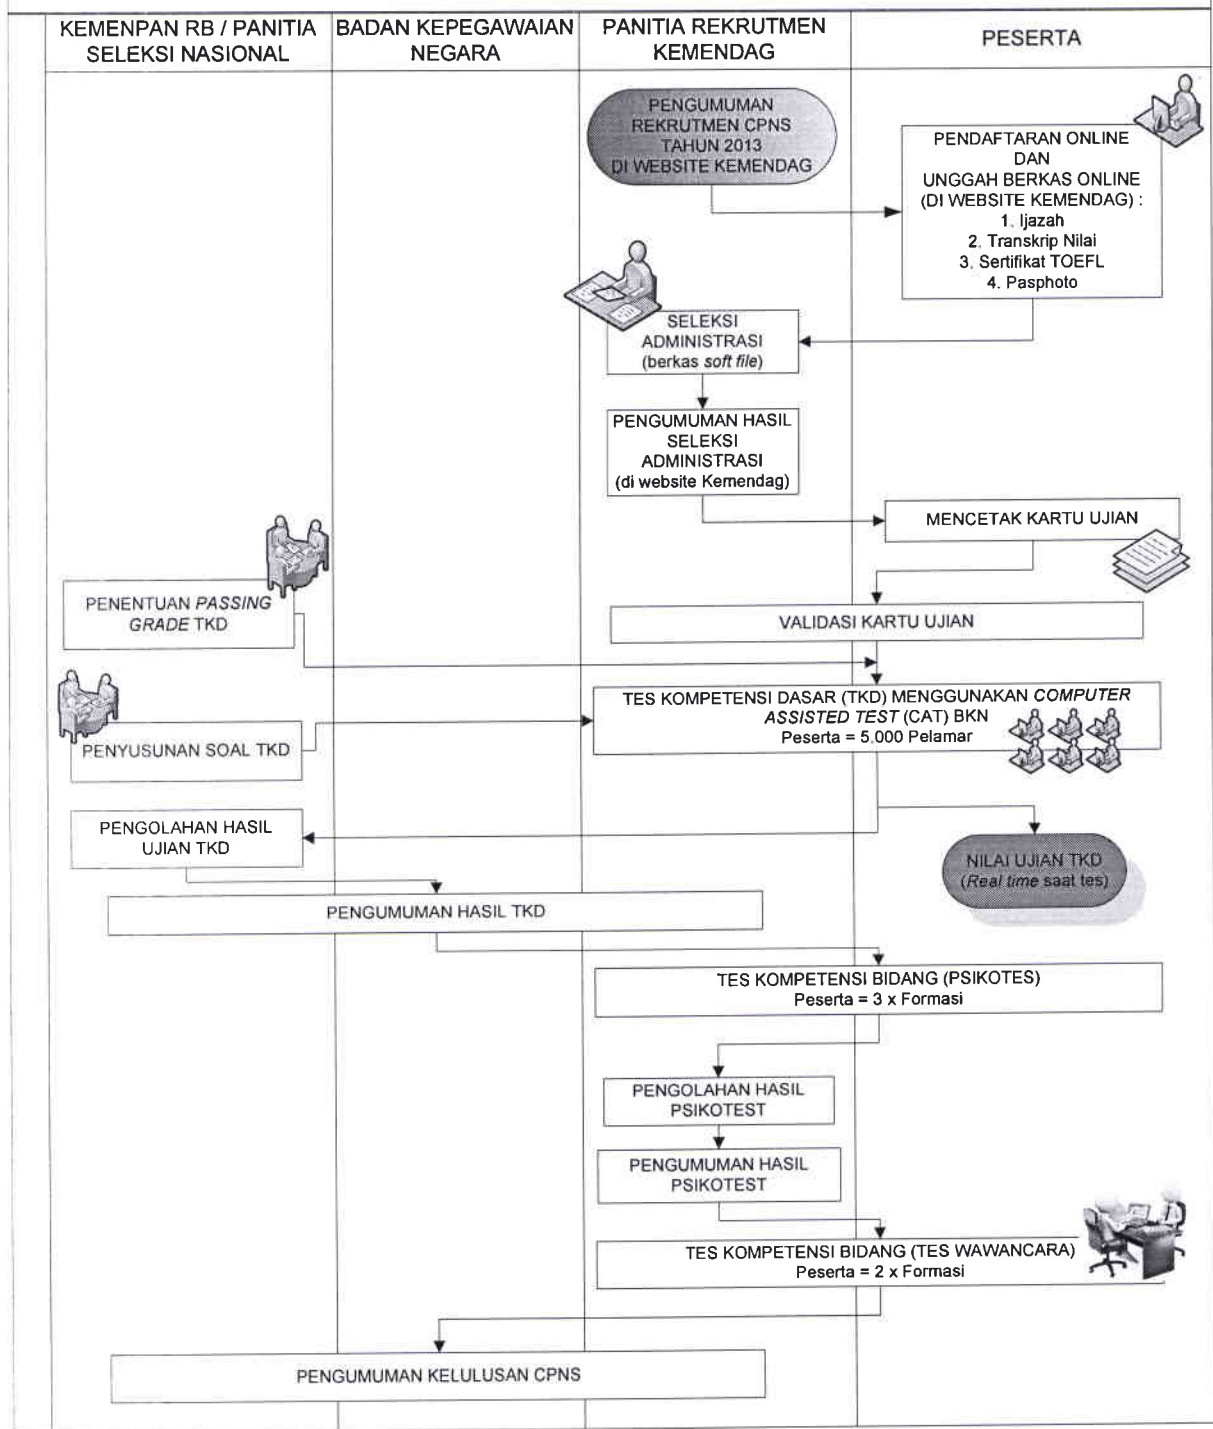 KEMENPAN RB / PANITIA
SELEKSI NASIONAL
BADAN KEPEGAWAIAN
NEGARA
PANITIA REKRUTMEN
KEMENDAG
PESERTA
PENGUMUMAN
REKRUTMEN CPNS
TAHUN 2013
DI WEBSITE KEMENDAG
PENDAFTARAN ONLINE
DAN
UNGGAH BERKAS ONLINE
(DI WEBSITE KEMENDAG) :
1. Ijazah
2. Transkrip Nilai
3. Sertifikat TOEFL
4. Pasphoto
SELEKSI
ADMINISTRASI
(berkas soft file)
PENGUMUMAN HASIL
SELEKSI
ADMINISTRASI
(di website Kemendag)
MENCETAK KARTU UJIAN
PENENTUAN PASSING
GRADE TKD
VALIDASI KARTU UJIAN
TES KOMPETENSI DASAR (TKD) MENGGUNAKAN COMPUTER
ASSISTED TEST (CAT) BKN
Peserta = 5.000 Pelamar
PENYUSUNAN SOAL TKD
PENGOLAHAN HASIL
UJIAN TKD
NILAI UJIAN TKD
(Real time saat tes)
PENGUMUMAN HASIL TKD
TES KOMPETENSI BIDANG (PSIKOTES)
Peserta = 3 x Formasi
PENGOLAHAN HASIL
PSIKOTEST
PENGUMUMAN HASIL
PSIKOTEST
TES KOMPETENSI BIDANG (TES WAWANCARA)
Peserta = 2 x Formasi
PENGUMUMAN KELULUSAN CPNS